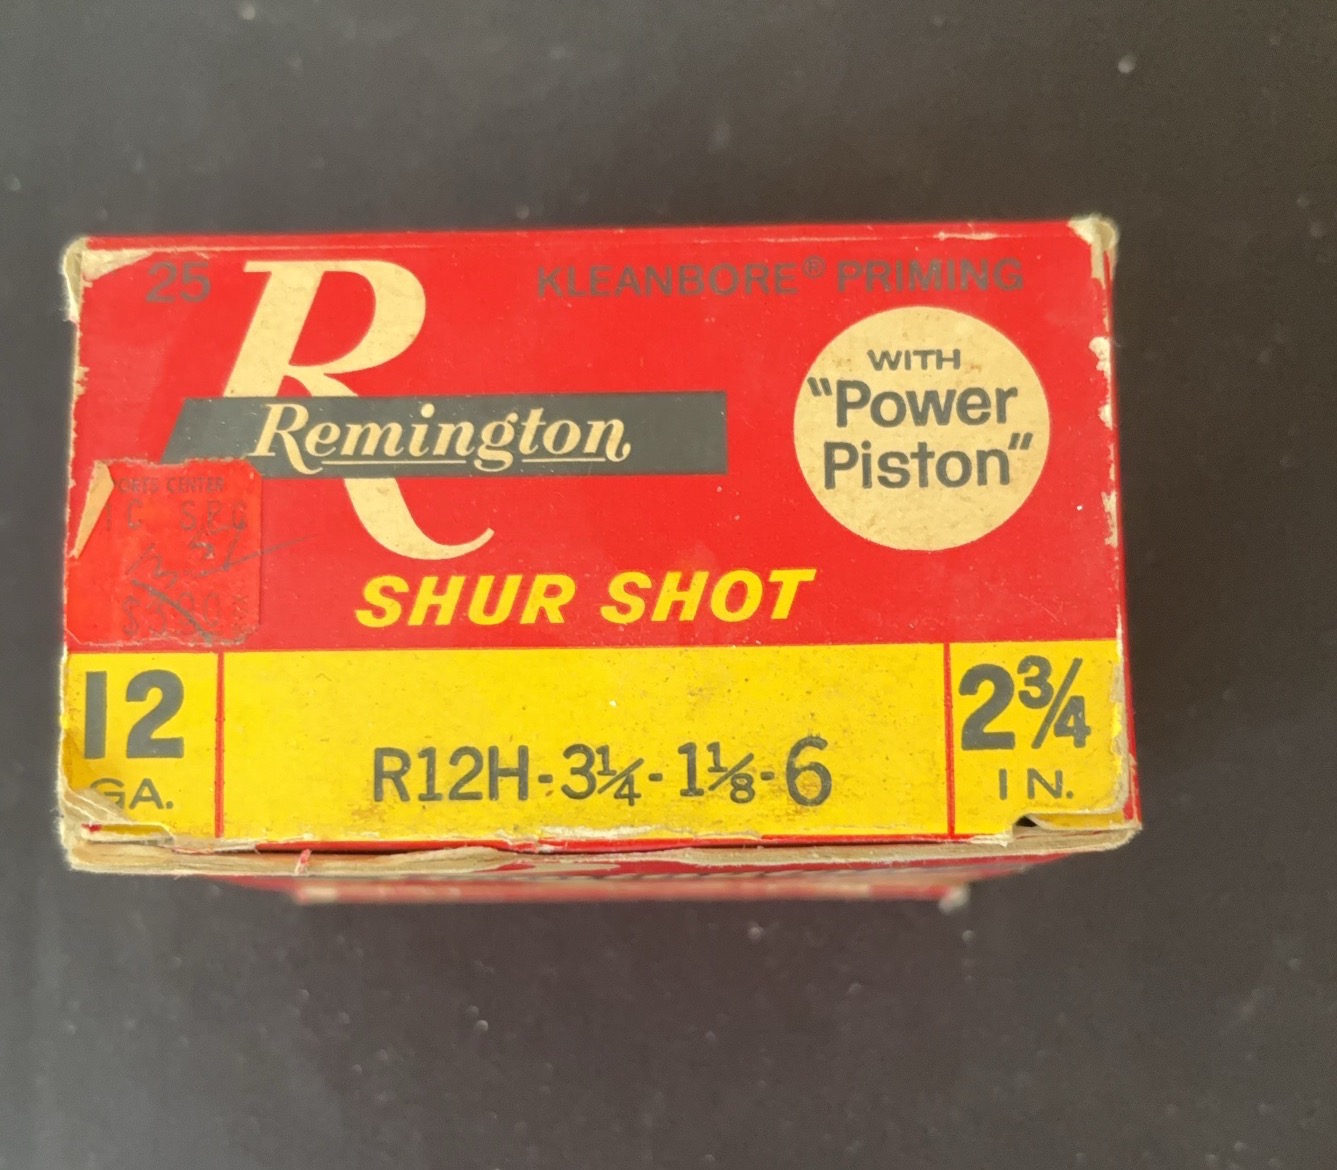 25
KLEANBORE® PRIMING
Remington
WITH
"Power
Piston"
CENTER
SHUR SHOT
12
GA.
R12H-3¼-1⅛-6
2¾
IN.